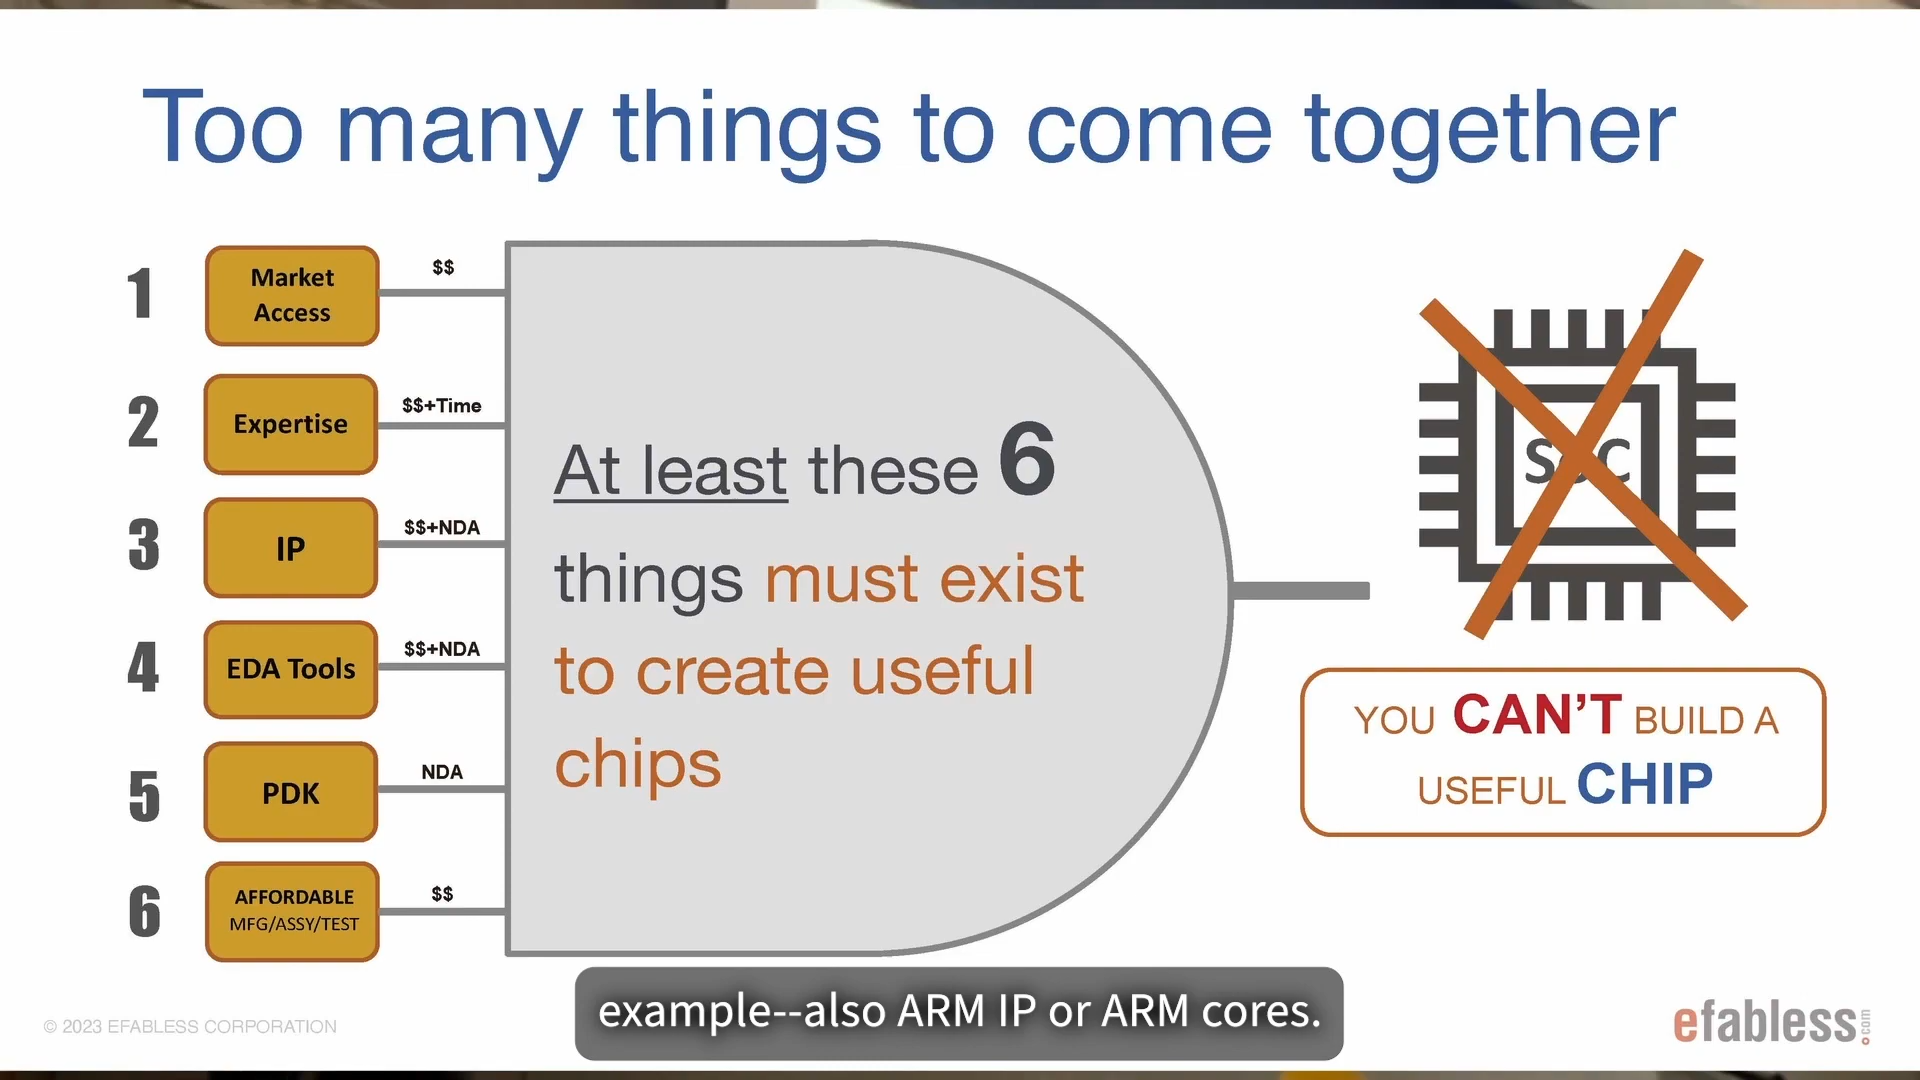 Too many things to come together
1
Market
Access
$$
2
Expertise
$$+Time
3
IP
$$+NDA
4
EDA Tools
$$+NDA
5
PDK
NDA
6
AFFORDABLE
MFG/ASSY/TEST
$$
At least these 6
things must exist
to create useful
chips
SoC
YOU CAN'T BUILD A
USEFUL CHIP
example--also ARM IP or ARM cores.
© 2023 EFABLESS CORPORATION
efabless.com